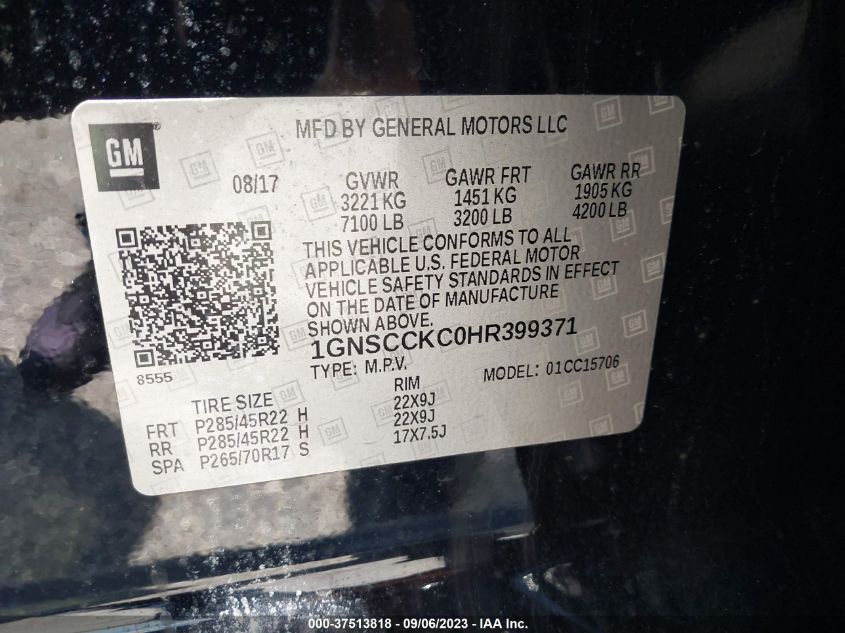 GM
MFD BY GENERAL MOTORS LLC
08/17
GVWR GAWR FRT GAWR RR
3221 KG 1451 KG 1905 KG
7100 LB 3200 LB 4200 LB
THIS VEHICLE CONFORMS TO ALL
APPLICABLE U.S. FEDERAL MOTOR
VEHICLE SAFETY STANDARDS IN EFFECT
ON THE DATE OF MANUFACTURE
SHOWN ABOVE.
1GNSCCKC0HR399371
8555
TYPE: M.P.V. MODEL: 01CC15706
TIRE SIZE RIM
FRT P285/45R22 H 22X9J
RR P285/45R22 H 22X9J
SPA P265/70R17 S 17X7.5J
000-37513818 - 09/06/2023 - IAA Inc.